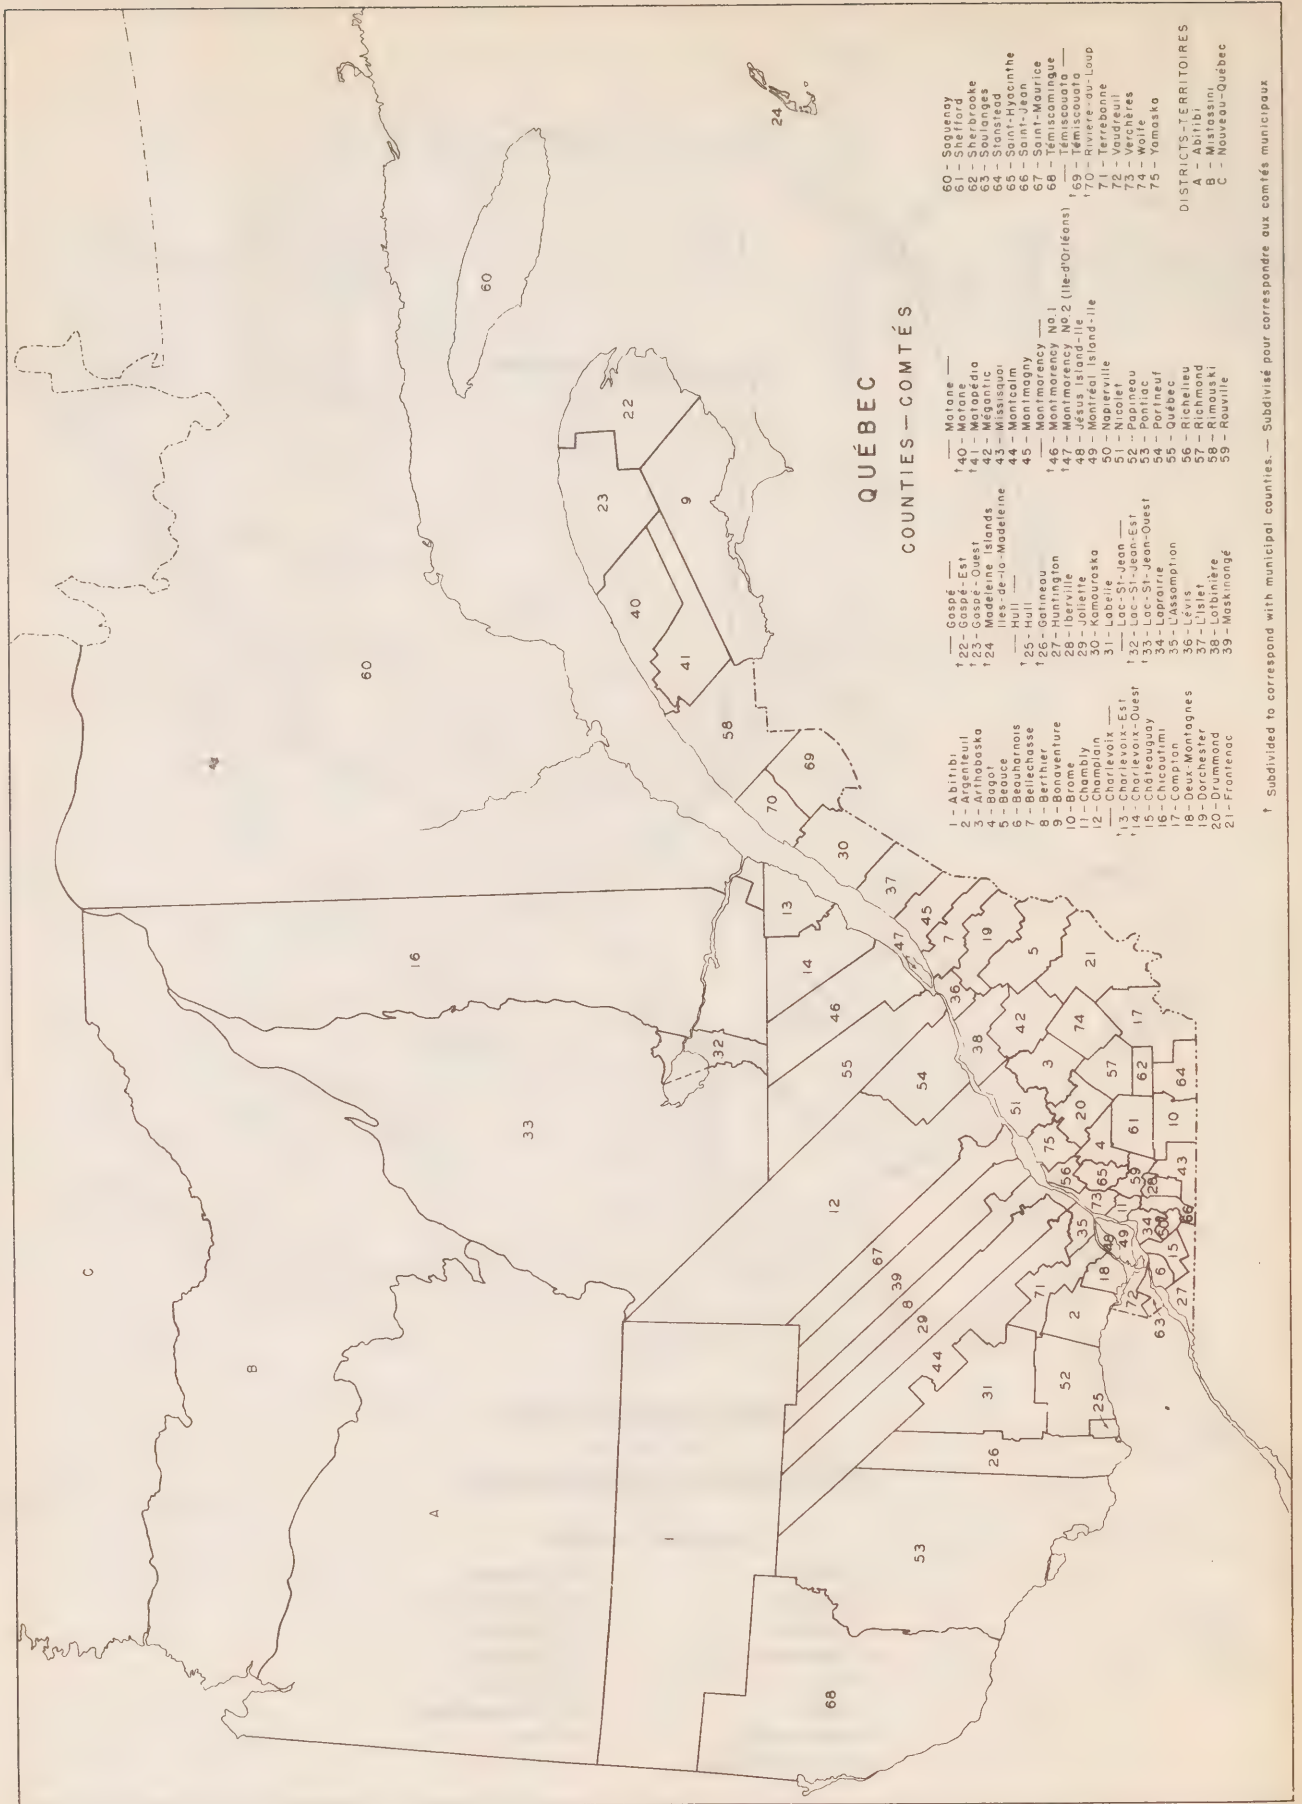 QUÉBEC
COUNTIES — COMTÉS
1 - Abitibi
2 - Argenteuil
3 - Arthabaska
4 - Bagot
5 - Beauce
6 - Beauharnois
7 - Bellechasse
8 - Berthier
9 - Bonaventure
10 - Brome
11 - Chambly
12 - Champlain
— Charlevoix —
†13 - Charlevoix-Est
†14 - Charlevoix-Ouest
15 - Châteauguay
16 - Chicoutimi
17 - Compton
18 - Deux-Montagnes
19 - Dorchester
20 - Drummond
21 - Frontenac
— Gaspé —
†22 - Gaspé-Est
†23 - Gaspé-Ouest
†24 Madeleine Islands
Iles-de-la-Madeleine
— Hull —
†25 - Hull
†26 - Gatineau
27 - Huntington
28 - Iberville
29 - Joliette
30 - Kamouraska
31 - Labelle
— Lac-St-Jean —
†32 - Lac-St-Jean-Est
†33 - Lac-St-Jean-Ouest
34 - Laprairie
35 - L'Assomption
36 - Lévis
37 - L'Islet
38 - Lotbinière
39 - Maskinongé
— Matane —
†40 - Matane
†41 - Matapédia
42 - Mégantic
43 - Missisquoi
44 - Montcalm
45 - Montmagny
— Montmorency —
†46 - Montmorency No. 1
†47 - Montmorency No. 2 (Ile-d'Orléans)
48 - Jésus Island-Ile
49 - Montréal Island-Ile
50 - Napierville
51 - Nicolet
52 - Papineau
53 - Pontiac
54 - Portneuf
55 - Québec
56 - Richelieu
57 - Richmond
58 - Rimouski
59 - Rouville
60 - Saguenay
61 - Shefford
62 - Sherbrooke
63 - Soulanges
64 - Stanstead
65 - Saint-Hyacinthe
66 - Saint-Jean
67 - Saint-Maurice
68 - Témiscamingue
— Témiscouata —
†69 - Témiscouata
†70 - Rivière-du-Loup
71 - Terrebonne
72 - Vaudreuil
73 - Verchères
74 - Wolfe
75 - Yamaska
DISTRICTS-TERRITOIRES
A - Abitibi
B - Mistassini
C - Nouveau-Québec
† Subdivided to correspond with municipal counties. — Subdivisé pour correspondre aux comtés municipaux
C
B
A
60
60
16
33
32
1
68
53
26
25
31
52
44
29
8
39
67
12
55
46
14
13
54
47
22
23
9
40
41
58
24
69
70
30
37
45
7
19
36
5
21
38
42
74
17
3
57
62
64
51
20
61
10
75
4
56
65
59
43
73
11
28
35
48
49
34
50
66
15
6
27
18
71
2
72
63